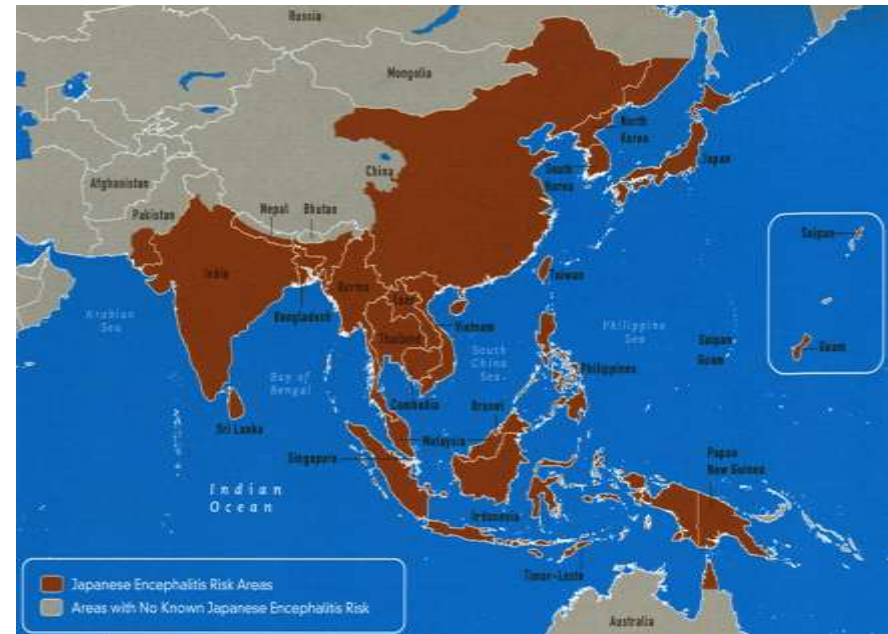 Russia
Mongolia
North
Korea
China
South
Korea
Japan
Afghanistan
Pakistan
Nepal
Bhutan
Saipan
India
Burma
Taiwan
Laos
Arabian
Sea
Bangladesh
Vietnam
Philippine
Sea
Thailand
South
China
Sea
Saipan
Guam
Guam
Bay of
Bengal
Philippines
Cambodia
Brunei
Sri Lanka
Malaysia
Singapore
Papua
New Guinea
Indian
Ocean
Indonesia
Timor-Leste
Japanese Encephalitis Risk Areas
Areas with No Known Japanese Encephalitis Risk
Australia